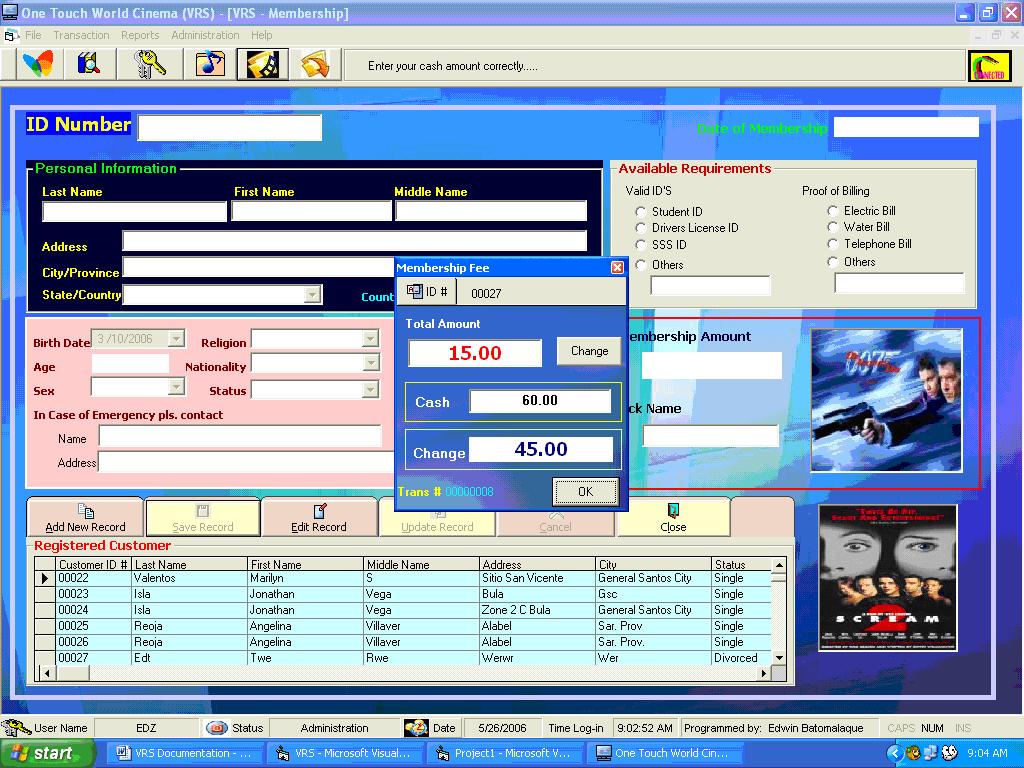 One Touch World Cinema (VRS) - [VRS - Membership]
File Transaction Reports Administration Help
Enter your cash amount correctly.....
CONNECTED
ID Number
Date of Membership
Personal Information
Last Name First Name Middle Name
Address
City/Province
State/Country Count
Available Requirements
Valid ID'S Proof of Billing
Student ID Electric Bill
Drivers License ID Water Bill
SSS ID Telephone Bill
Others Others
Membership Fee
ID # 00027
Total Amount
15.00 Change
Cash 60.00
Change 45.00
Trans # 00000008 OK
Birth Date 3 /10/2006 Religion
Age Nationality
Sex Status
In Case of Emergency pls. contact
Name
Address
embership Amount
ck Name
007
Add New Record Save Record Edit Record Update Record Cancel Close
Registered Customer
Customer ID # Last Name First Name Middle Name Address City Status
00022 Valentos Marilyn S Sitio San Vicente General Santos City Single
00023 Isla Jonathan Vega Bula Gsc Single
00024 Isla Jonathan Vega Zone 2 C Bula General Santos City Single
00025 Reoja Angelina Villaver Alabel Sar. Prov Single
00026 Reoja Angelina Villaver Alabel Sar. Prov. Single
00027 Edt Twe Rwe Werwr Wer Divorced
SCREAM
2
User Name EDZ Status Administration Date 5/26/2006 Time Log-in 9:02:52 AM Programmed by: Edwin Batomalaque CAPS NUM INS
start VRS Documentation - ... VRS - Microsoft Visual... Project1 - Microsoft V... One Touch World Cin... 9:04 AM